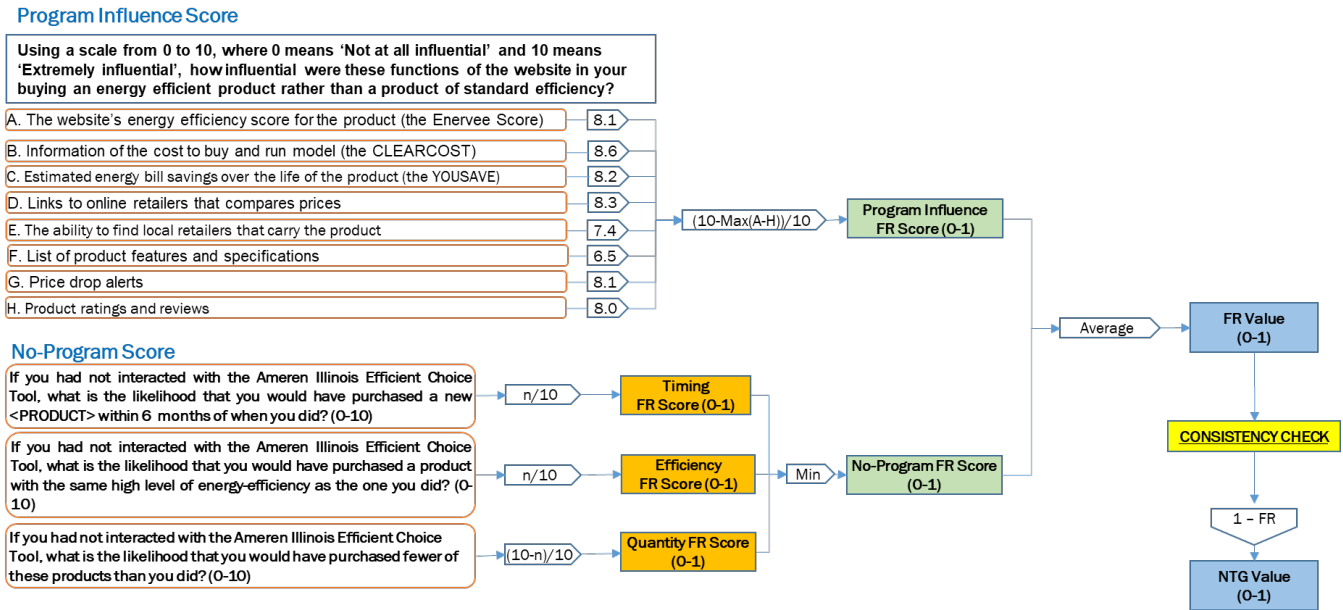 Program Influence Score
Using a scale from 0 to 10, where 0 means ‘Not at all influential’ and 10 means
‘Extremely influential’, how influential were these functions of the website in your
buying an energy efficient product rather than a product of standard efficiency?
A. The website’s energy efficiency score for the product (the Enervee Score)
8.1
B. Information of the cost to buy and run model (the CLEARCOST)
8.6
C. Estimated energy bill savings over the life of the product (the YOUSAVE)
8.2
D. Links to online retailers that compares prices
8.3
E. The ability to find local retailers that carry the product
7.4
F. List of product features and specifications
6.5
G. Price drop alerts
8.1
H. Product ratings and reviews
8.0
(10-Max(A-H))/10
Program Influence
FR Score (0-1)
No-Program Score
If you had not interacted with the Ameren Illinois Efficient Choice
Tool, what is the likelihood that you would have purchased a new
<PRODUCT> within 6 months of when you did? (0-10)
n/10
Timing
FR Score (0-1)
If you had not interacted with the Ameren Illinois Efficient Choice
Tool, what is the likelihood that you would have purchased a product
with the same high level of energy-efficiency as the one you did? (0-
10)
n/10
Efficiency
FR Score (0-1)
If you had not interacted with the Ameren Illinois Efficient Choice
Tool, what is the likelihood that you would have purchased fewer of
these products than you did? (0-10)
(10-n)/10
Quantity FR Score
(0-1)
Min
No-Program FR Score
(0-1)
Average
FR Value
(0-1)
CONSISTENCY CHECK
1 – FR
NTG Value
(0-1)